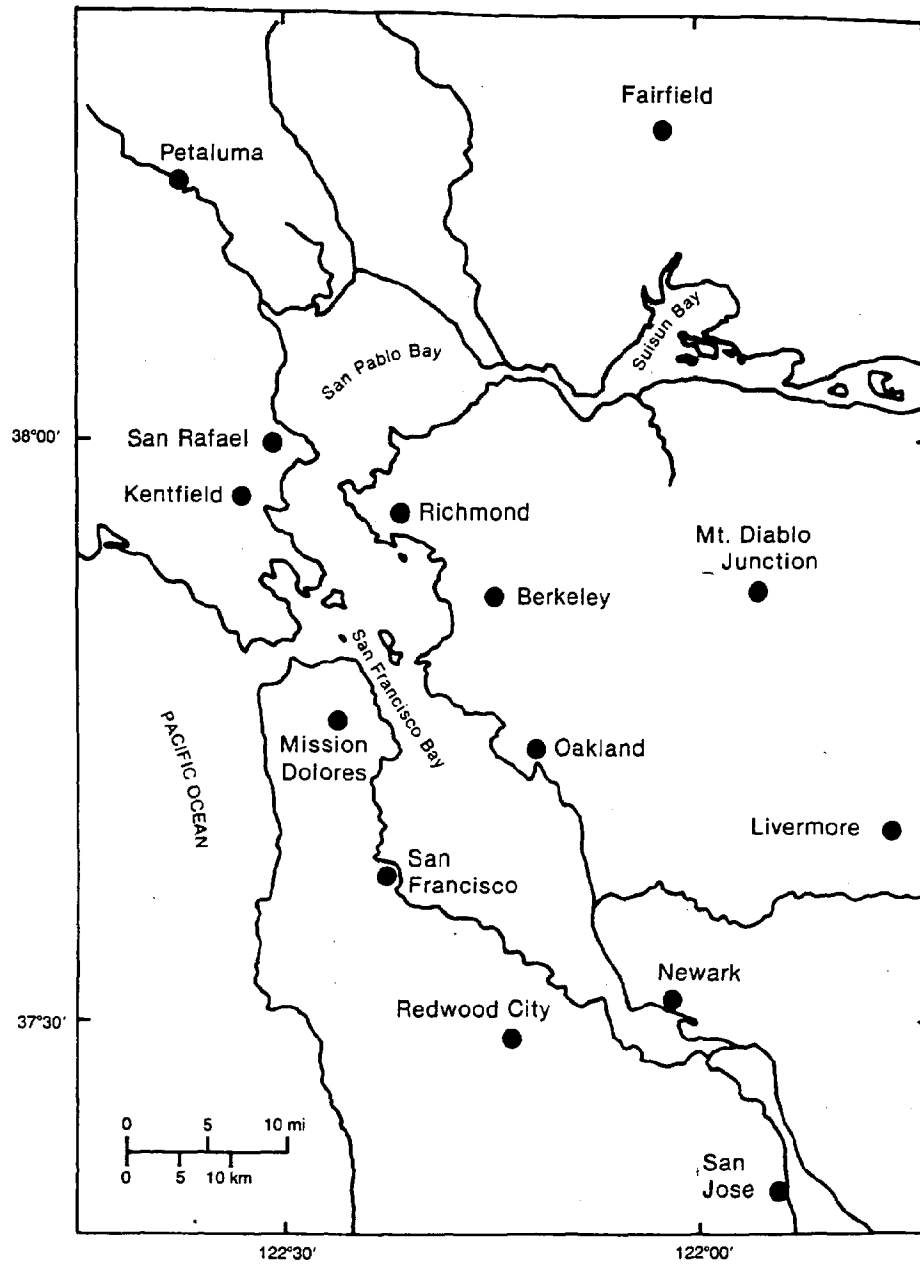 Fairfield
Petaluma
San Pablo Bay
Suisun Bay
38°00'
San Rafael
Kentfield
Richmond
Mt. Diablo
Junction
Berkeley
San Francisco Bay
PACIFIC OCEAN
Mission
Dolores
Oakland
Livermore
San
Francisco
Newark
37°30'
Redwood City
0 5 10 mi
0 5 10 km
San
Jose
122°30' 122°00'